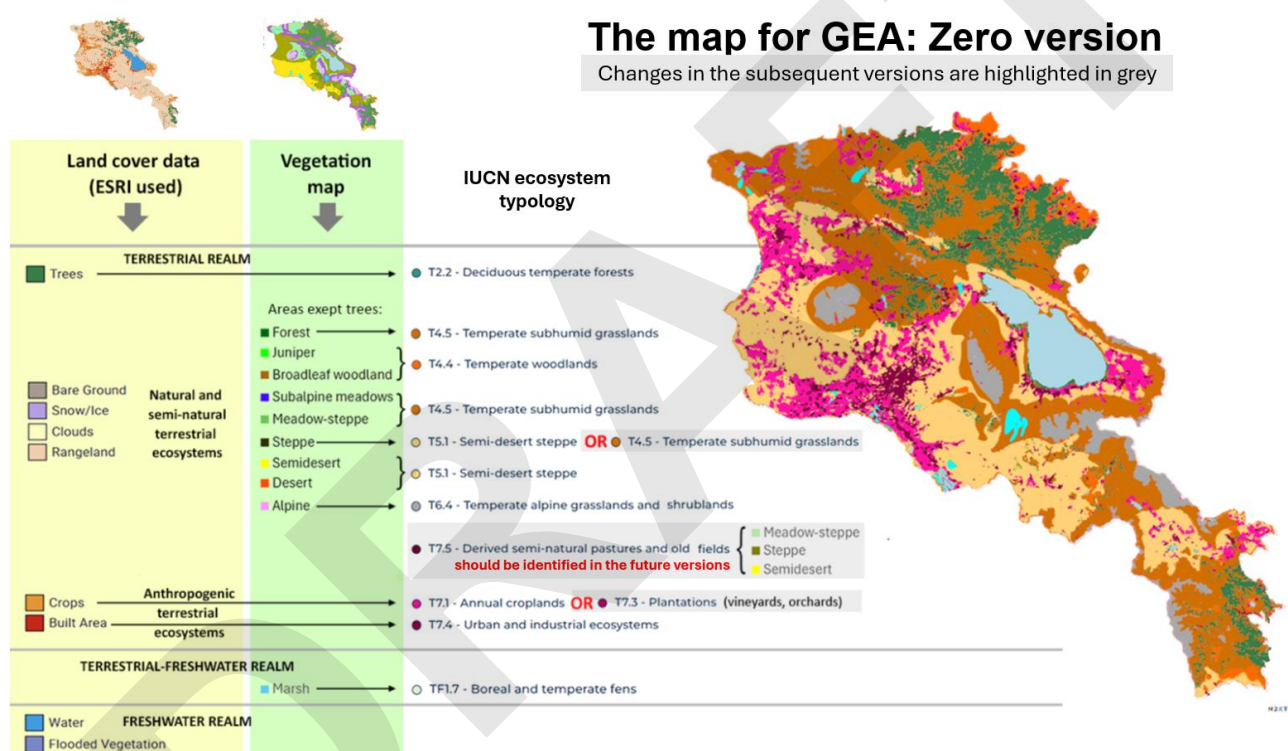 The map for GEA: Zero version
Changes in the subsequent versions are highlighted in grey
Land cover data
(ESRI used)
Vegetation
map
IUCN ecosystem
typology
TERRESTRIAL REALM
Trees
T2.2 - Deciduous temperate forests
Areas exept trees:
Forest
T4.5 - Temperate subhumid grasslands
Juniper
Broadleaf woodland
T4.4 - Temperate woodlands
Bare Ground
Snow/Ice
Clouds
Rangeland
Natural and
semi-natural
terrestrial
ecosystems
Subalpine meadows
Meadow-steppe
T4.5 - Temperate subhumid grasslands
Steppe
T5.1 - Semi-desert steppe OR T4.5 - Temperate subhumid grasslands
Semidesert
Desert
T5.1 - Semi-desert steppe
Alpine
T6.4 - Temperate alpine grasslands and shrublands
T7.5 - Derived semi-natural pastures and old fields
should be identified in the future versions
Meadow-steppe
Steppe
Semidesert
Crops
Built Area
Anthropogenic
terrestrial
ecosystems
T7.1 - Annual croplands OR T7.3 - Plantations (vineyards, orchards)
T7.4 - Urban and industrial ecosystems
TERRESTRIAL-FRESHWATER REALM
Marsh
TF1.7 - Boreal and temperate fens
Water
FRESHWATER REALM
Flooded Vegetation
DRAFT